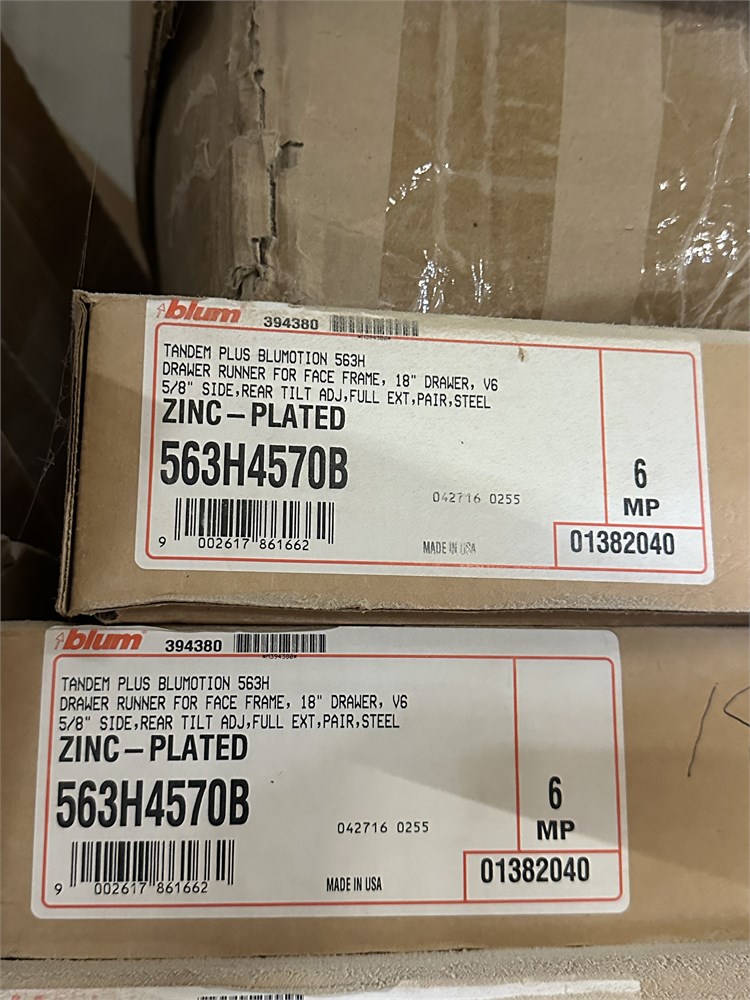 blum 394380
*M394380*
TANDEM PLUS BLUMOTION 563H
DRAWER RUNNER FOR FACE FRAME, 18" DRAWER, V6
5/8" SIDE,REAR TILT ADJ,FULL EXT,PAIR,STEEL
ZINC-PLATED
563H4570B
042716 0255
6
MP
9 002617 861662
MADE IN USA
01382040
blum 394380
*M394380*
TANDEM PLUS BLUMOTION 563H
DRAWER RUNNER FOR FACE FRAME, 18" DRAWER, V6
5/8" SIDE,REAR TILT ADJ,FULL EXT,PAIR,STEEL
ZINC-PLATED
563H4570B
042716 0255
6
MP
9 002617 861662
MADE IN USA
01382040